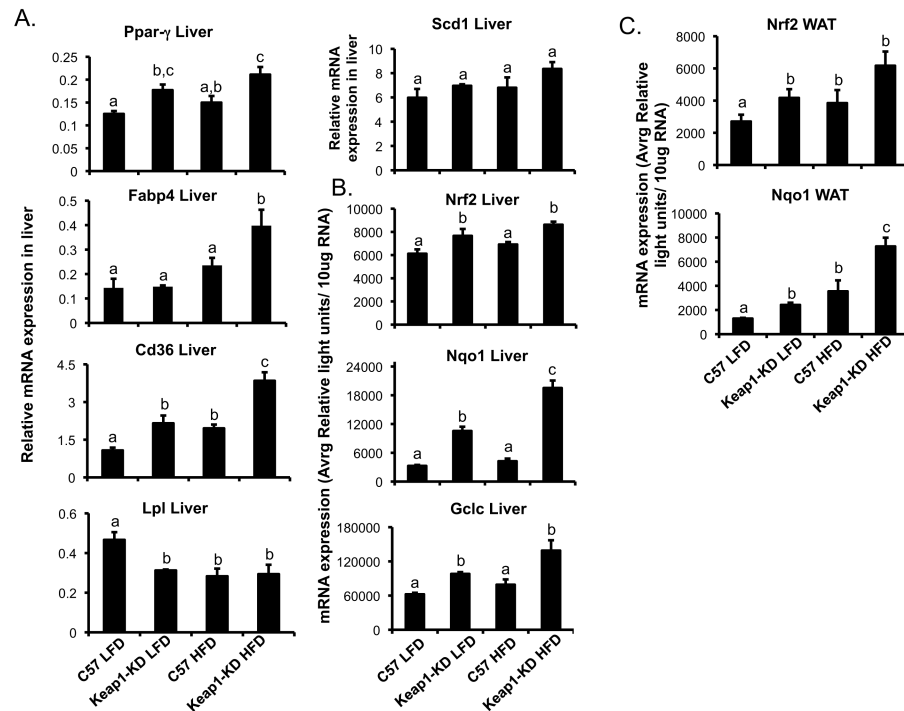 A.
Ppar-γ Liver
0.25
0.2
0.15
0.1
0.05
0
a
b,c
a,b
c
Fabp4 Liver
0.5
0.4
0.3
0.2
0.1
0
a
a
a
b
Cd36 Liver
4.5
3
1.5
0
a
b
b
c
Lpl Liver
0.6
0.4
0.2
0
a
b
b
b
Relative mRNA expression in liver
C57 LFD
Keap1-KD LFD
C57 HFD
Keap1-KD HFD
Scd1 Liver
Relative mRNA
expression in liver
10
8
6
4
2
0
a
a
a
a
B.
Nrf2 Liver
10000
8000
6000
4000
2000
0
a
b
a
b
Nqo1 Liver
24000
18000
12000
6000
0
a
b
a
c
Gclc Liver
180000
120000
60000
0
a
b
a
b
mRNA expression (Avrg Relative light units/ 10ug RNA)
C57 LFD
Keap1-KD LFD
C57 HFD
Keap1-KD HFD
C.
Nrf2 WAT
8000
6000
4000
2000
0
a
b
b
b
Nqo1 WAT
10000
8000
6000
4000
2000
0
a
b
b
c
mRNA expression (Avrg Relative
light units/ 10ug RNA)
C57 LFD
Keap1-KD LFD
C57 HFD
Keap1-KD HFD